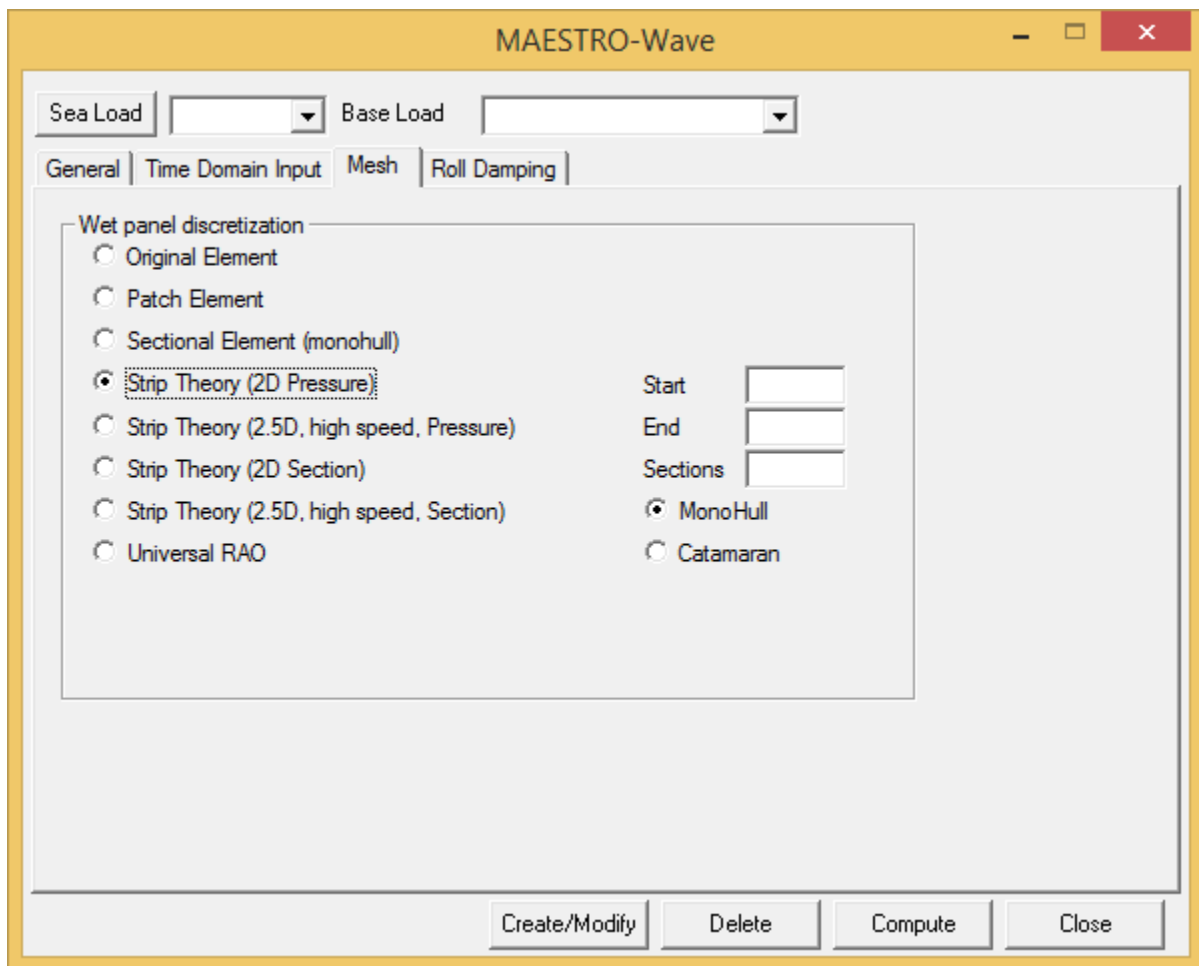 MAESTRO-Wave
Sea Load Base Load
General Time Domain Input Mesh Roll Damping
Wet panel discretization
Original Element
Patch Element
Sectional Element (monohull)
Strip Theory (2D Pressure) Start
Strip Theory (2.5D, high speed, Pressure) End
Strip Theory (2D Section) Sections
Strip Theory (2.5D, high speed, Section) MonoHull
Universal RAO Catamaran
Create/Modify Delete Compute Close